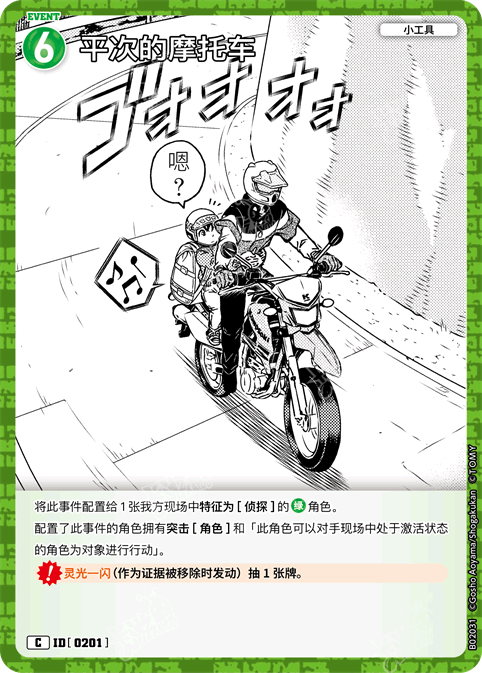 EVENT
6
平次的摩托车
小工具
ブォォ オォ
嗯
?
将此事件配置给1张我方现场中特征为[侦探]的绿角色。
配置了此事件的角色拥有突击[角色]和「此角色可以对手现场中处于激活状态
的角色为对象进行行动」。
灵光一闪(作为证据被移除时发动) 抽1张牌。
C ID[0201]
B02031 ©Gosho Aoyama/Shogakukan ©TOMY